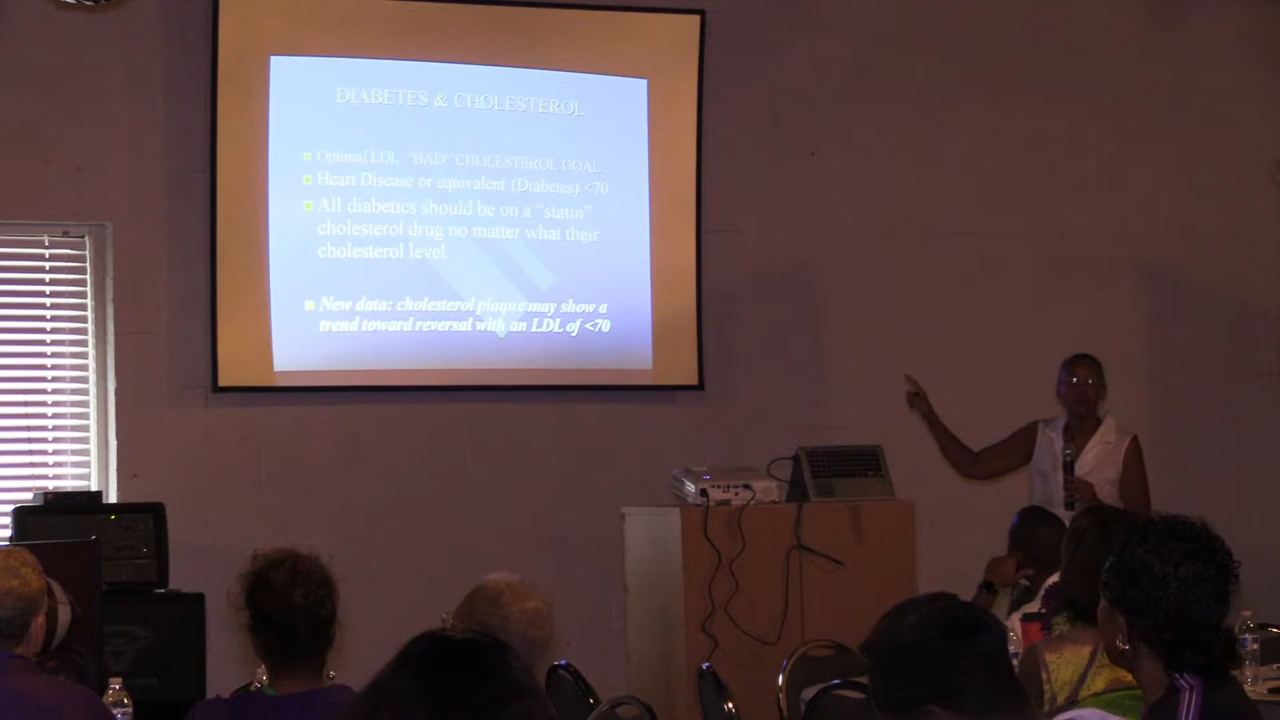 DIABETES & CHOLESTEROL
Optimal LDL "BAD" CHOLESTEROL GOAL
Heart Disease or equivalent (Diabetes) <70
All diabetics should be on a "statin"
cholesterol drug no matter what their
cholesterol level.
New data: cholesterol plaque may show a
trend toward reversal with an LDL of <70